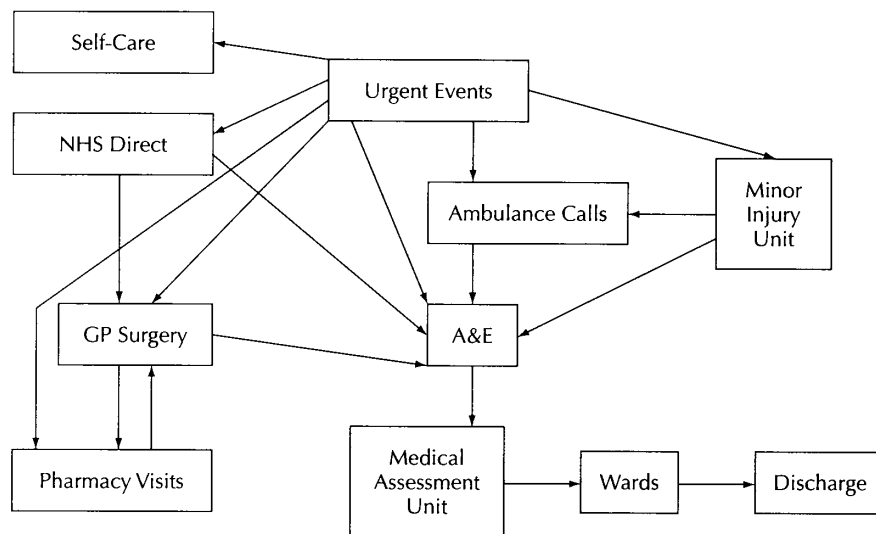 Self-Care
Urgent Events
NHS Direct
Ambulance Calls
Minor
Injury
Unit
GP Surgery
A&E
Pharmacy Visits
Medical
Assessment
Unit
Wards
Discharge